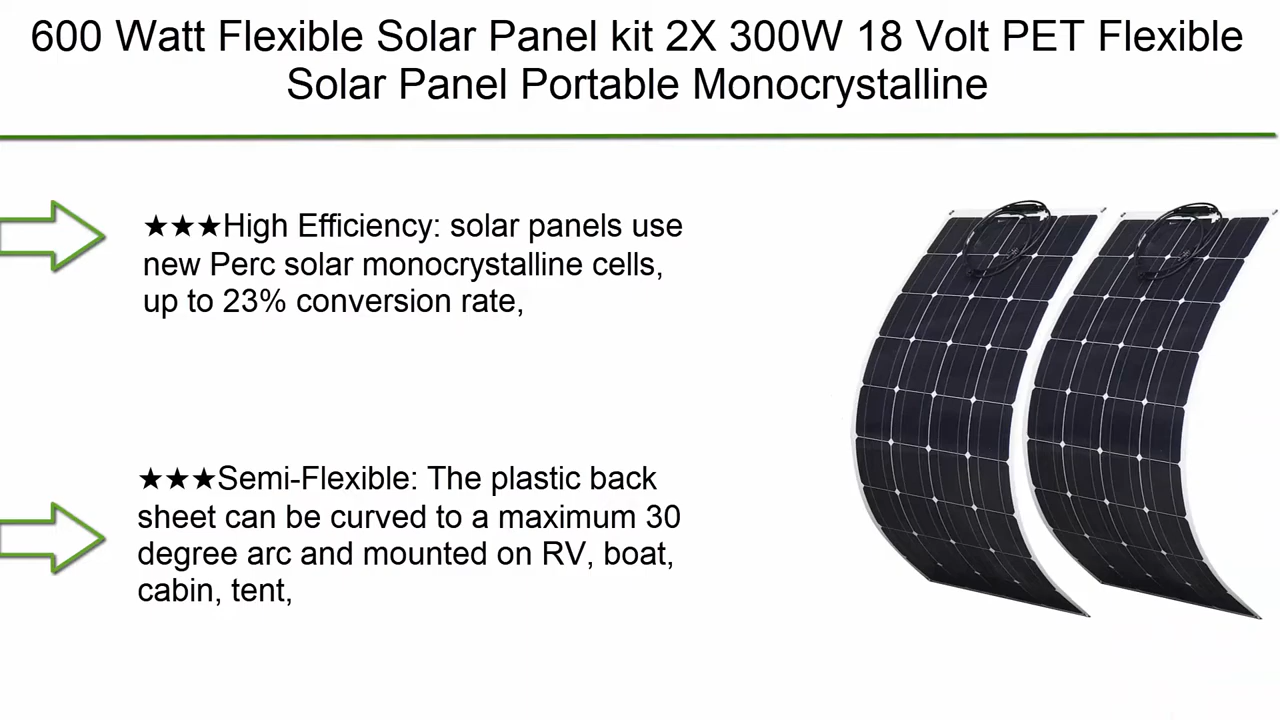 600 Watt Flexible Solar Panel kit 2X 300W 18 Volt PET Flexible
Solar Panel Portable Monocrystalline
★★★High Efficiency: solar panels use
new Perc solar monocrystalline cells,
up to 23% conversion rate,
★★★Semi-Flexible: The plastic back
sheet can be curved to a maximum 30
degree arc and mounted on RV, boat,
cabin, tent,